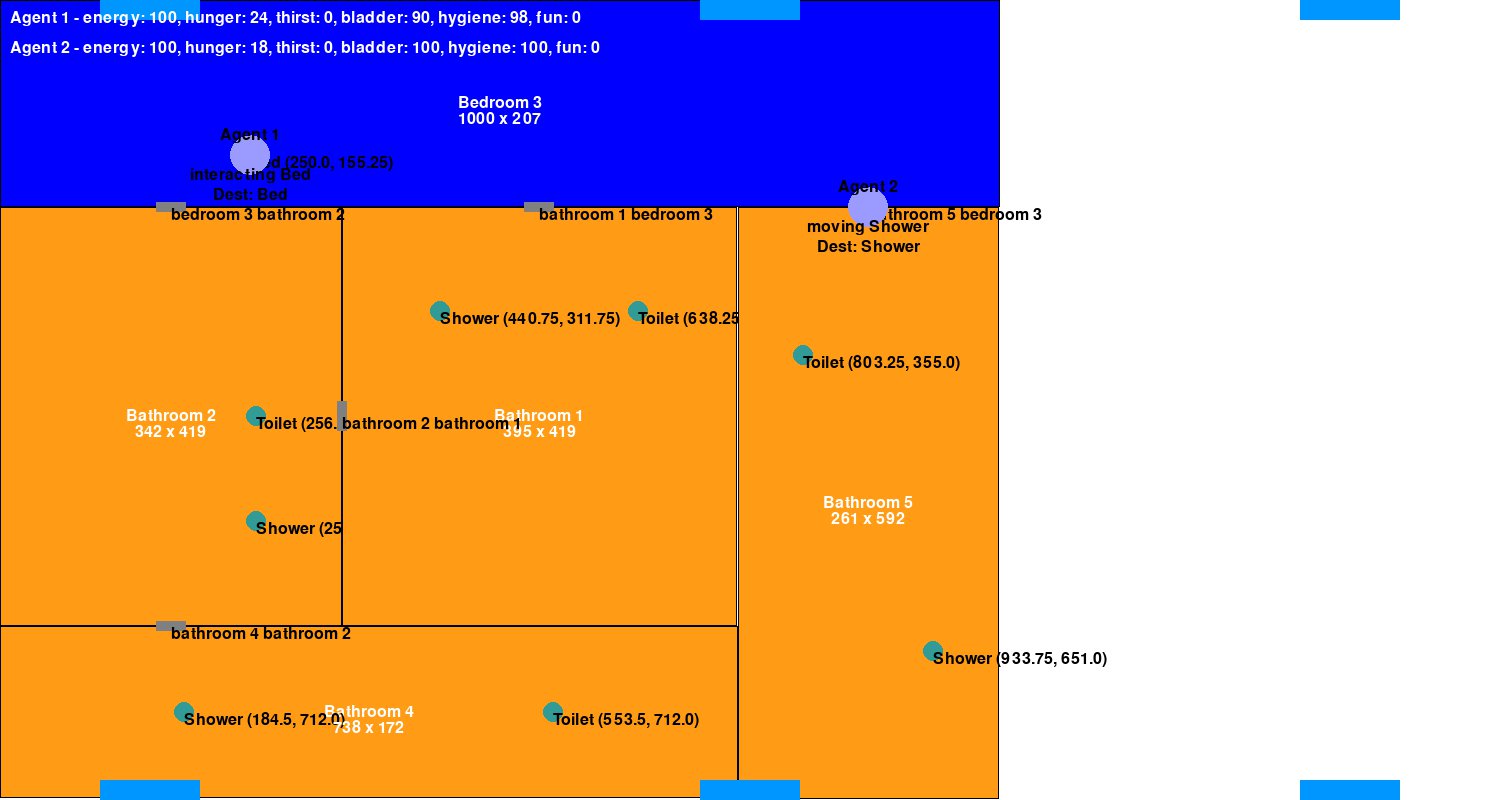 Agent 1 - energy: 100, hunger: 24, thirst: 0, bladder: 90, hygiene: 98, fun: 0
Agent 2 - energy: 100, hunger: 18, thirst: 0, bladder: 100, hygiene: 100, fun: 0
Bedroom 3
1000 x 207
Agent 1
(250.0, 155.25)
interacting Bed
Dest: Bed
Agent 2
bedroom 3 bathroom 2
bathroom 1 bedroom 3
5 bedroom 3
moving Shower
Dest: Shower
Shower (440.75, 311.75)
Toilet (638.25
Toilet (803.25, 355.0)
Bathroom 2
342 x 419
Toilet (256.
bathroom 2 bathroom 1
Bathroom 1
395 x 419
Bathroom 5
261 x 592
Shower (25
bathroom 4 bathroom 2
Shower (933.75, 651.0)
Shower (184.5, 712.0)
Bathroom 4
738 x 172
Toilet (553.5, 712.0)